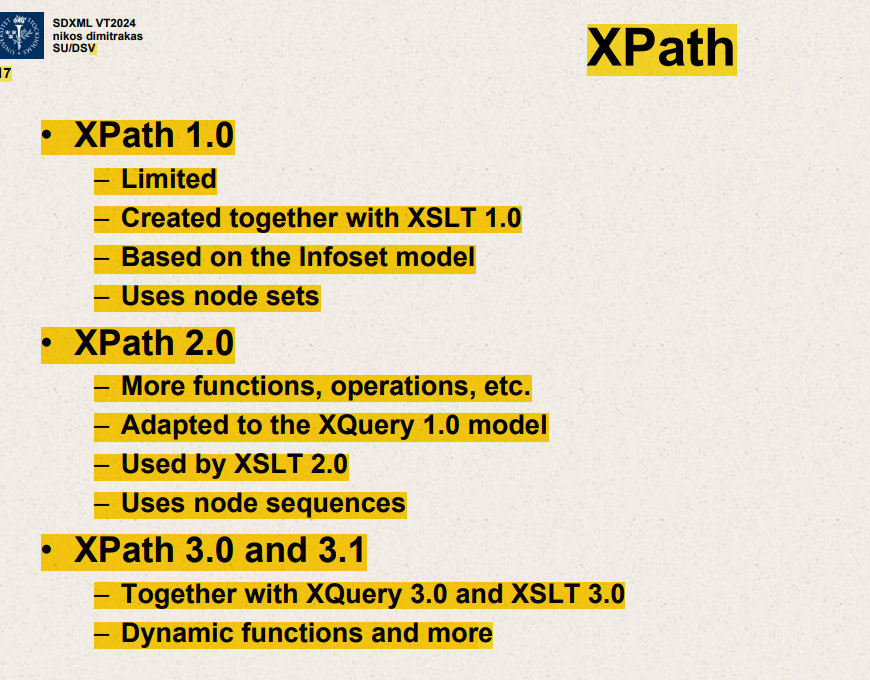 SDXML VT2024
nikos dimitrakas
SU/DSV
17
XPath
• XPath 1.0
– Limited
– Created together with XSLT 1.0
– Based on the Infoset model
– Uses node sets
• XPath 2.0
– More functions, operations, etc.
– Adapted to the XQuery 1.0 model
– Used by XSLT 2.0
– Uses node sequences
• XPath 3.0 and 3.1
– Together with XQuery 3.0 and XSLT 3.0
– Dynamic functions and more